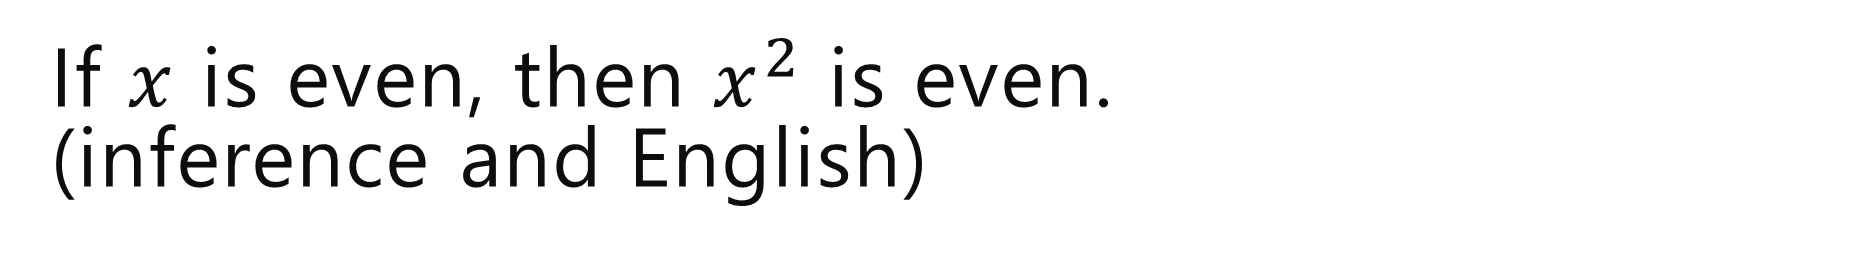 If x is even, then x² is even.
(inference and English)